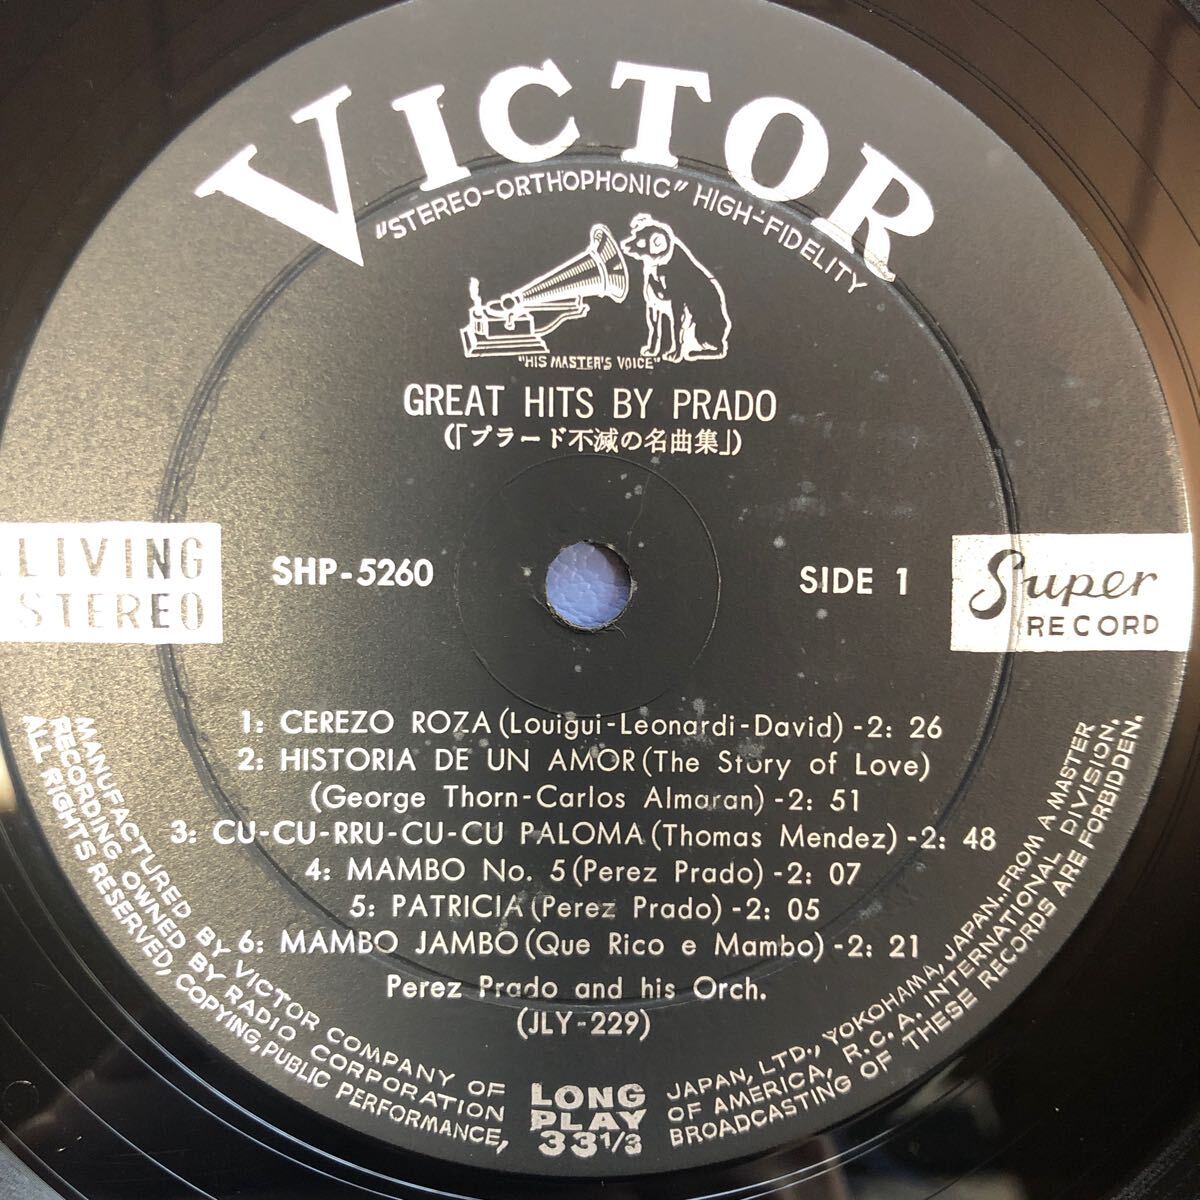 VICTOR
"STEREO-ORTHOPHONIC" HIGH-FIDELITY
"HIS MASTER'S VOICE"
GREAT HITS BY PRADO
(「プラード不滅の名曲集」)
LIVING
STEREO
SHP-5260
SIDE 1
Super
RECORD
1: CEREZO ROZA (Louigui-Leonardi-David) -2: 26
2: HISTORIA DE UN AMOR (The Story of Love)
(George Thorn-Carlos Almaran) -2: 51
3: CU-CU-RRU-CU-CU PALOMA (Thomas Mendez) -2: 48
4: MAMBO No. 5 (Perez Prado) -2: 07
5: PATRICIA (Perez Prado) -2: 05
6: MAMBO JAMBO (Que Rico e Mambo) -2: 21
Perez Prado and his Orch.
(JLY-229)
MANUFACTURED BY VICTOR COMPANY OF JAPAN, LTD., YOKOHAMA, JAPAN..FROM A MASTER
RECORDING OWNED BY RADIO CORPORATION OF AMERICA, R.C.A. INTERNATIONAL DIVISION.
ALL RIGHTS RESERVED, COPYING, PUBLIC PERFORMANCE, BROADCASTING OF THESE RECORDS ARE FORBIDDEN.
LONG
PLAY
33 1/3